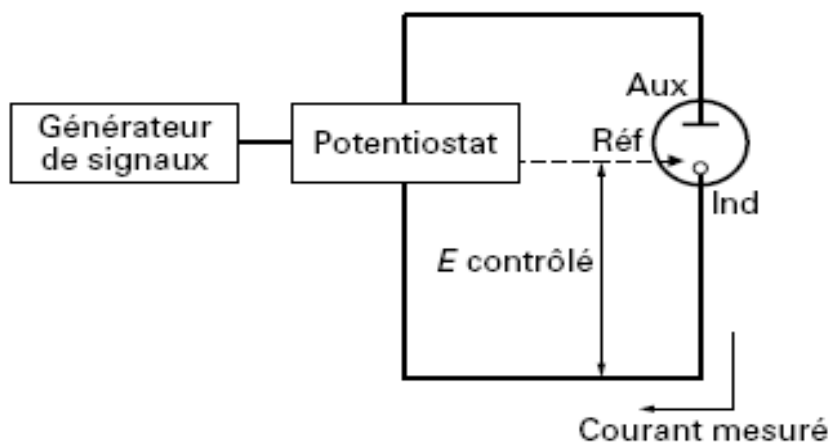 Générateur
de signaux
Potentiostat
Aux
Réf
Ind
E contrôlé
Courant mesuré